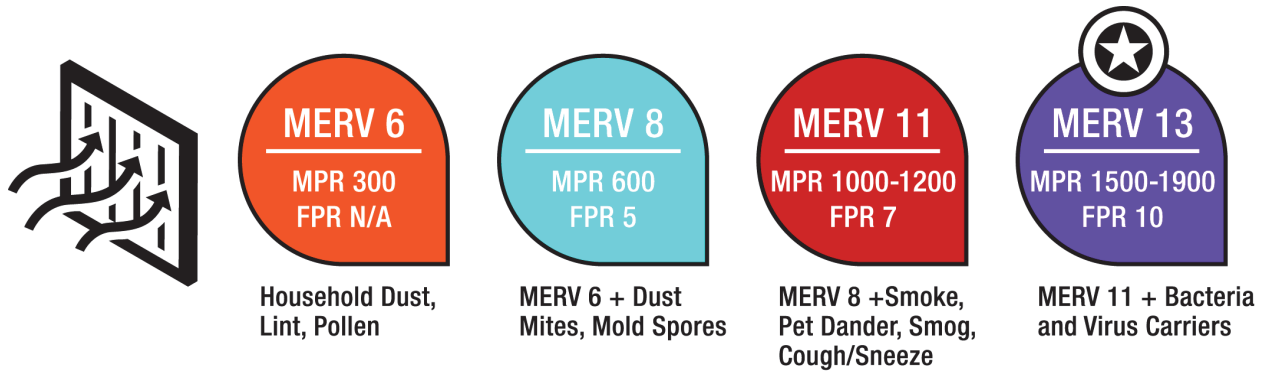 MERV 6
MPR 300
FPR N/A
Household Dust,
Lint, Pollen
MERV 8
MPR 600
FPR 5
MERV 6 + Dust
Mites, Mold Spores
MERV 11
MPR 1000-1200
FPR 7
MERV 8 +Smoke,
Pet Dander, Smog,
Cough/Sneeze
MERV 13
MPR 1500-1900
FPR 10
MERV 11 + Bacteria
and Virus Carriers